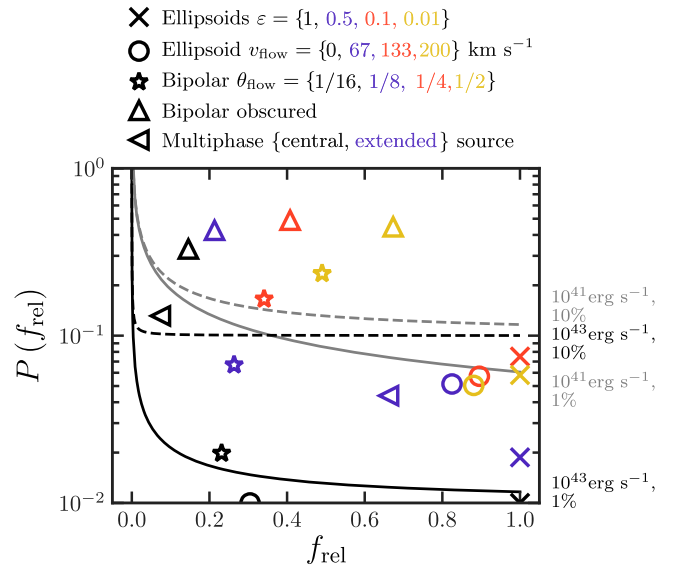 Ellipsoids ε = {1, 0.5, 0.1, 0.01}
Ellipsoid v_flow = {0, 67, 133, 200} km s⁻¹
Bipolar θ_flow = {1/16, 1/8, 1/4, 1/2}
Bipolar obscured
Multiphase {central, extended} source
10⁰
10⁻¹
10⁻²
P (f_rel)
10⁴¹erg s⁻¹,
10%
10⁴³erg s⁻¹,
10%
10⁴¹erg s⁻¹,
1%
10⁴³erg s⁻¹,
1%
0.0 0.2 0.4 0.6 0.8 1.0
f_rel